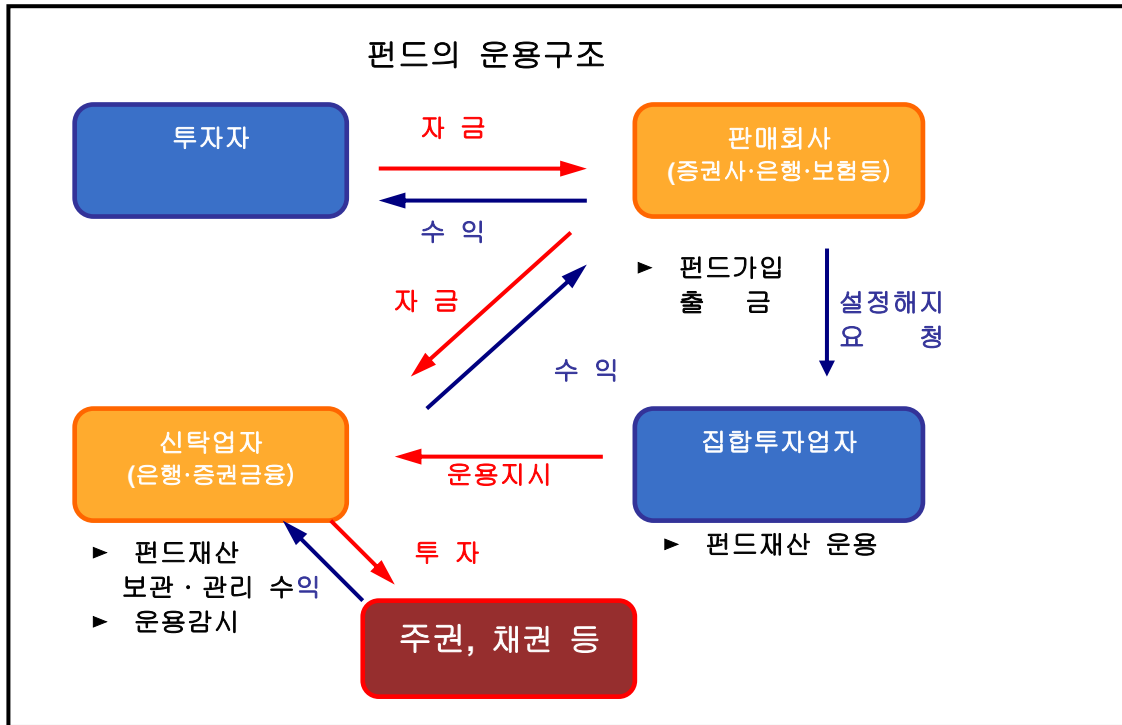 펀드의 운용구조
투자자
자 금
판매회사
(증권사·은행·보험등)
수 익
자 금
► 펀드가입
출 금
설정해지
요 청
수 익
신탁업자
(은행·증권금융)
운용지시
집합투자업자
► 펀드재산
보관·관리 수익
► 운용감시
투 자
► 펀드재산 운용
주권, 채권 등